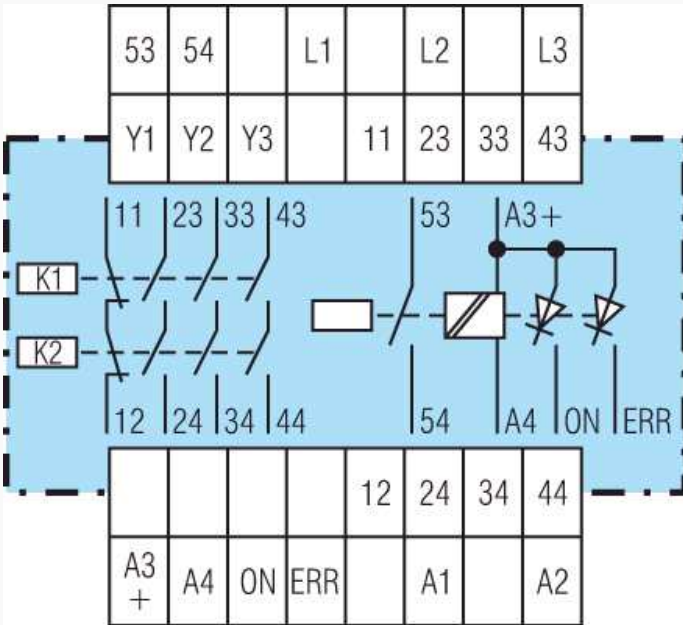 53 54 L1 L2 L3
Y1 Y2 Y3 11 23 33 43
11 23 33 43 53 A3+
K1
K2
12 24 34 44 54 A4 ON ERR
12 24 34 44
A3
+ A4 ON ERR A1 A2